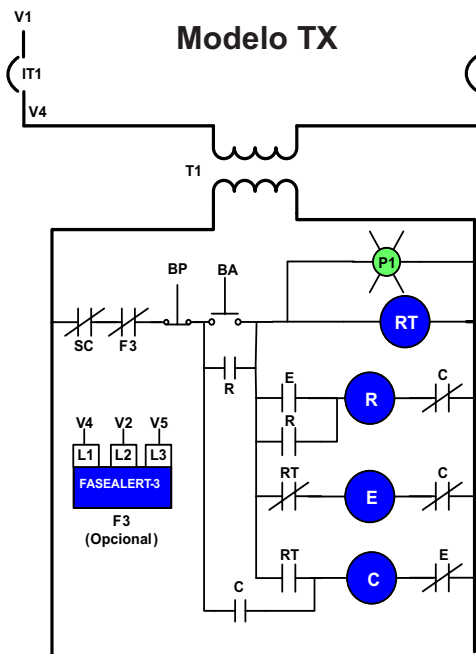 V1
Modelo TX
IT1
V4
T1
P1
BP
BA
RT
SC
F3
R
E
R
C
R
V4 V2 V5
L1 L2 L3
FASEALERT-3
F3
(Opcional)
RT
E
C
RT
C
E
C